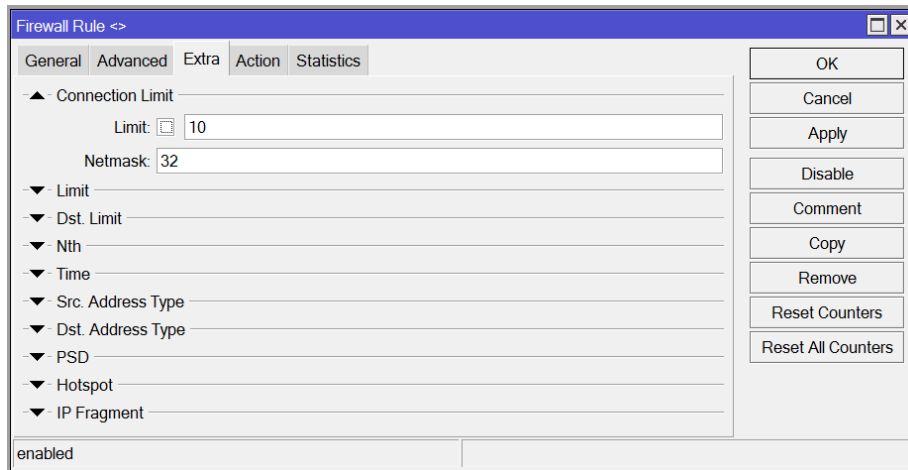 Firewall Rule <>
General Advanced Extra Action Statistics
Connection Limit
Limit: 10
Netmask: 32
Limit
Dst. Limit
Nth
Time
Src. Address Type
Dst. Address Type
PSD
Hotspot
IP Fragment
OK
Cancel
Apply
Disable
Comment
Copy
Remove
Reset Counters
Reset All Counters
enabled